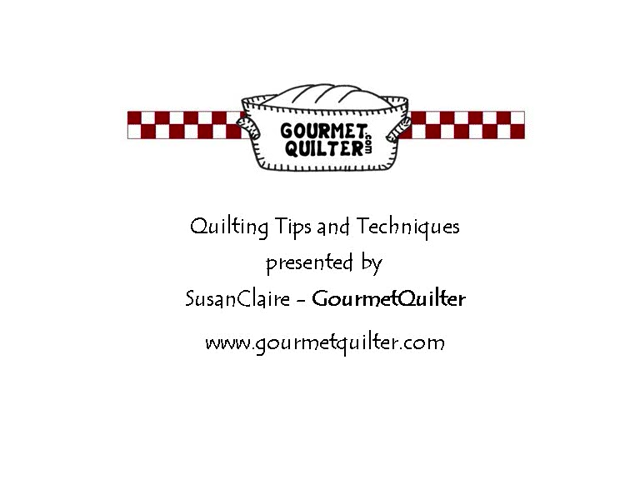 GOURMET
QUILTER.com
Quilting Tips and Techniques
presented by
SusanClaire - GourmetQuilter
www.gourmetquilter.com